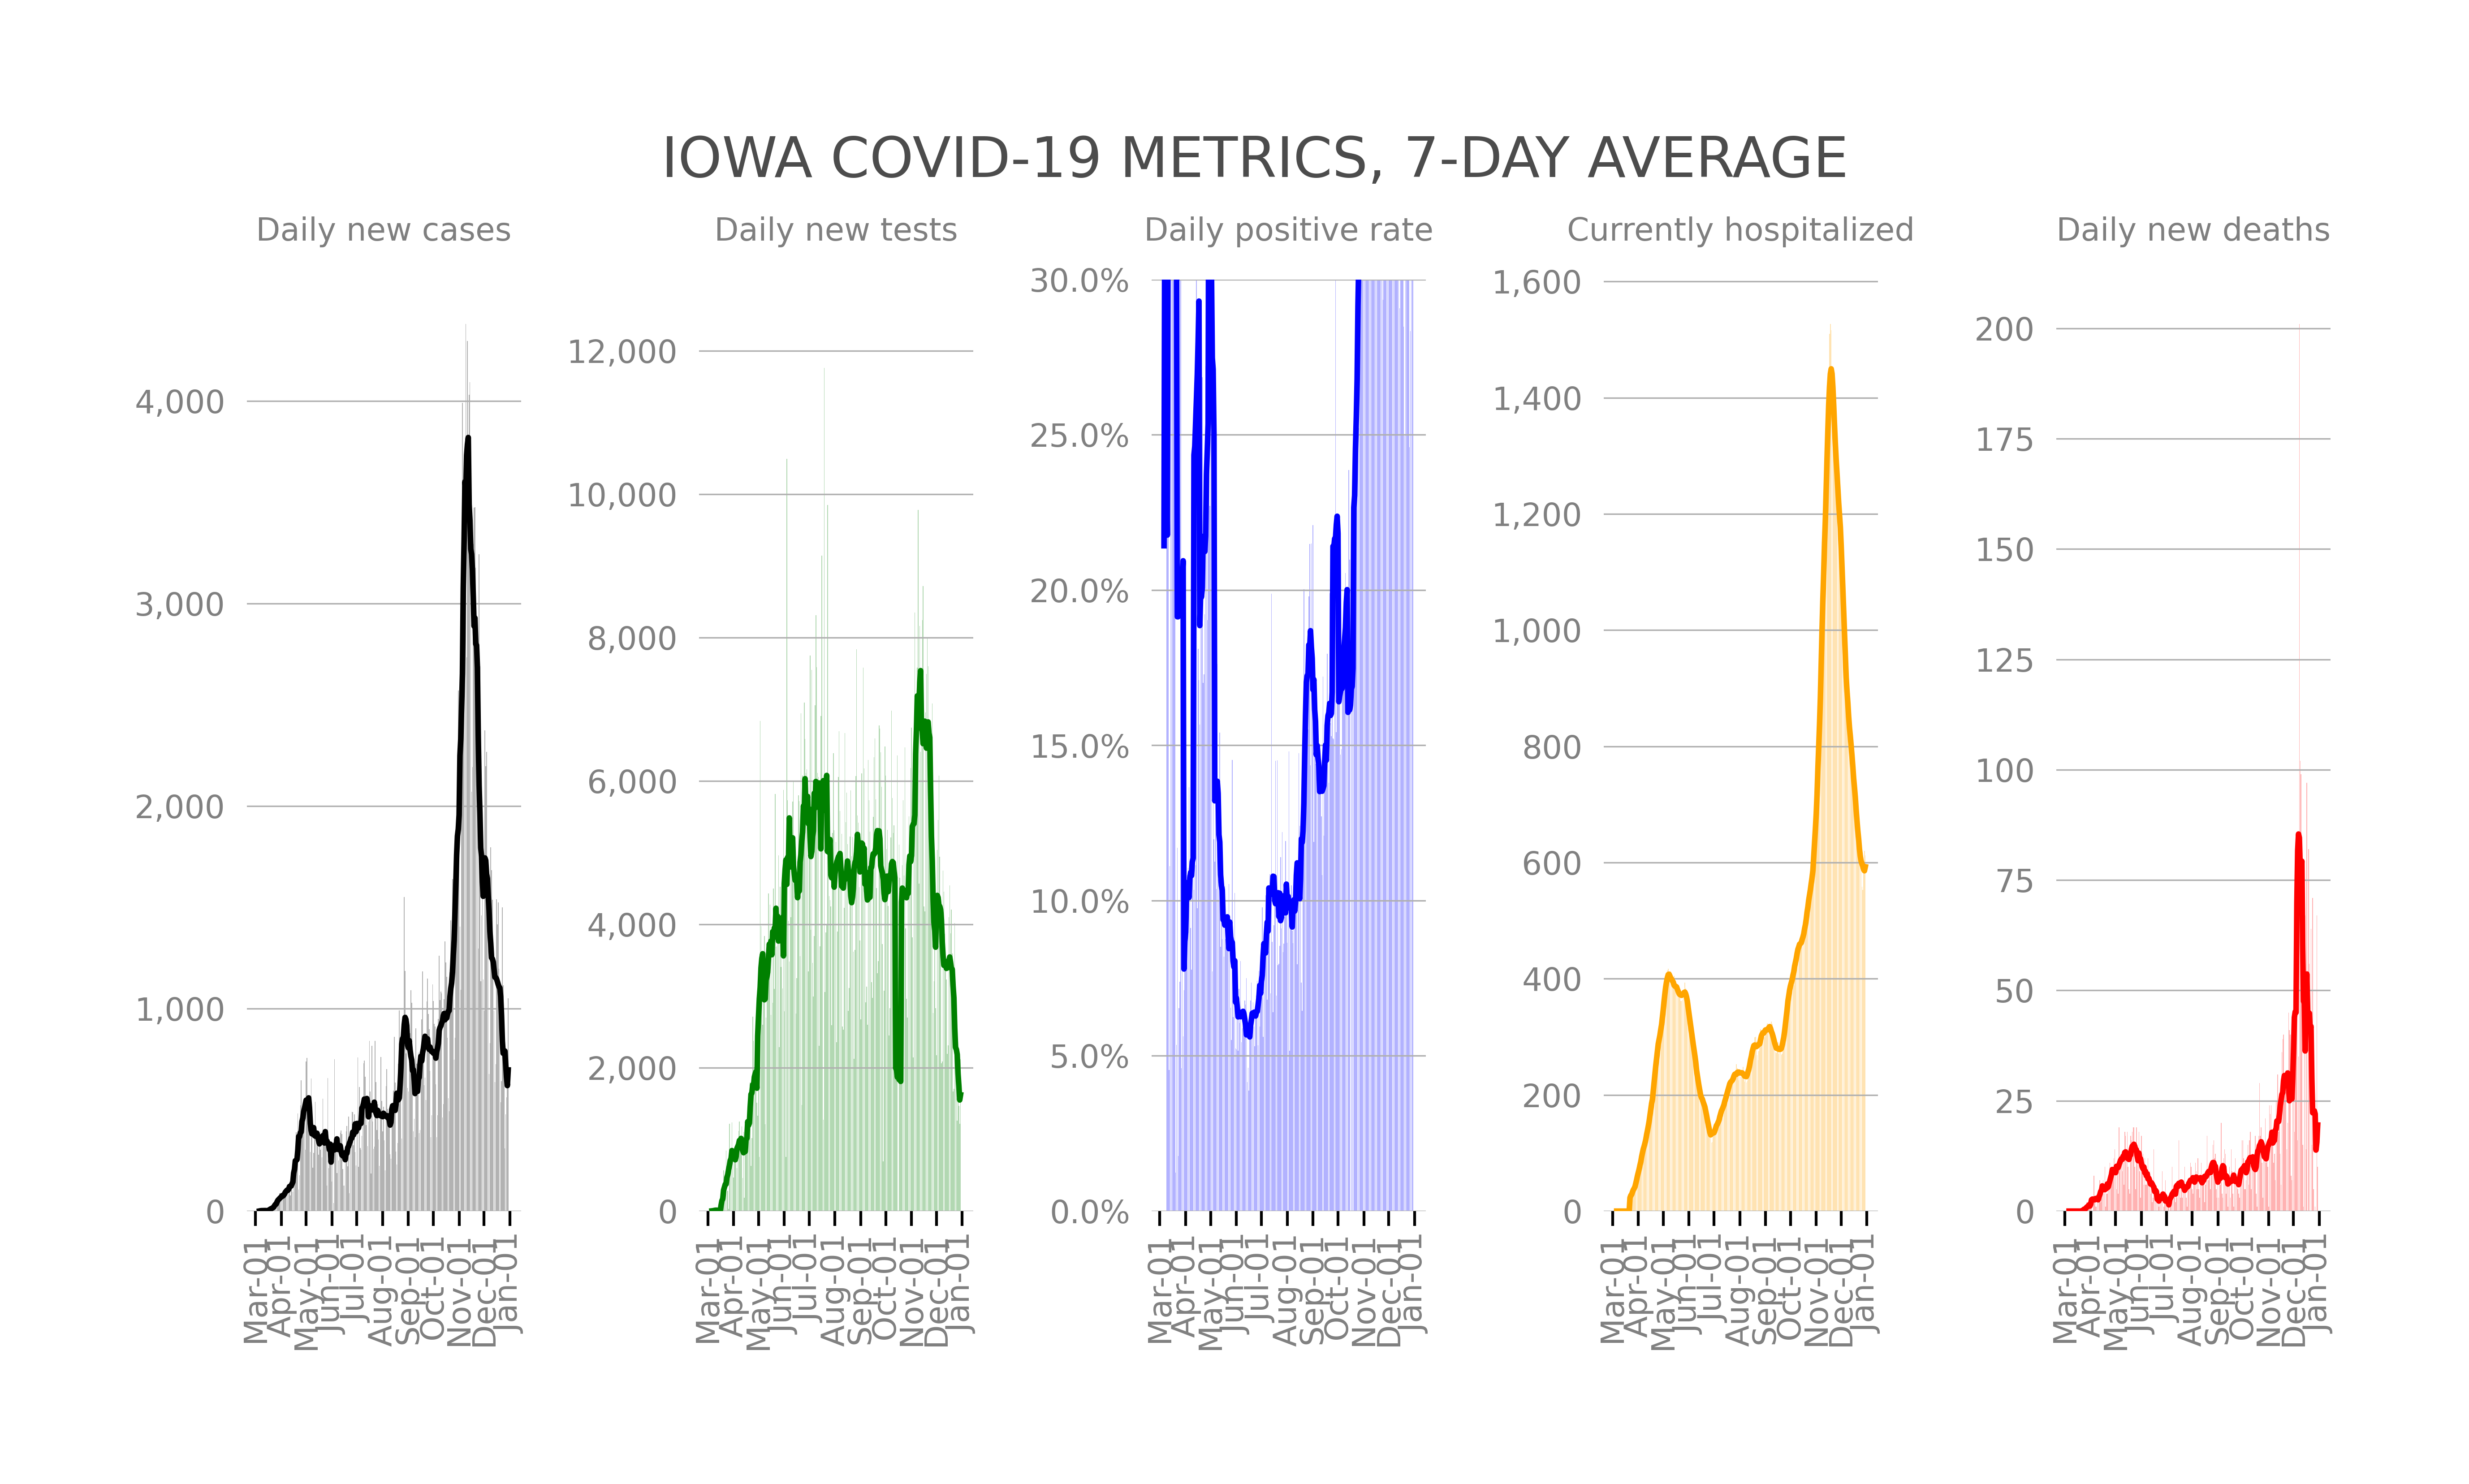 IOWA COVID-19 METRICS, 7-DAY AVERAGE
Daily new cases
4,000
3,000
2,000
1,000
0
Mar-01
Apr-01
May-01
Jun-01
Jul-01
Aug-01
Sep-01
Oct-01
Nov-01
Dec-01
Jan-01
Daily new tests
12,000
10,000
8,000
6,000
4,000
2,000
0
Mar-01
Apr-01
May-01
Jun-01
Jul-01
Aug-01
Sep-01
Oct-01
Nov-01
Dec-01
Jan-01
Daily positive rate
30.0%
25.0%
20.0%
15.0%
10.0%
5.0%
0.0%
Mar-01
Apr-01
May-01
Jun-01
Jul-01
Aug-01
Sep-01
Oct-01
Nov-01
Dec-01
Jan-01
Currently hospitalized
1,600
1,400
1,200
1,000
800
600
400
200
0
Mar-01
Apr-01
May-01
Jun-01
Jul-01
Aug-01
Sep-01
Oct-01
Nov-01
Dec-01
Jan-01
Daily new deaths
200
175
150
125
100
75
50
25
0
Mar-01
Apr-01
May-01
Jun-01
Jul-01
Aug-01
Sep-01
Oct-01
Nov-01
Dec-01
Jan-01